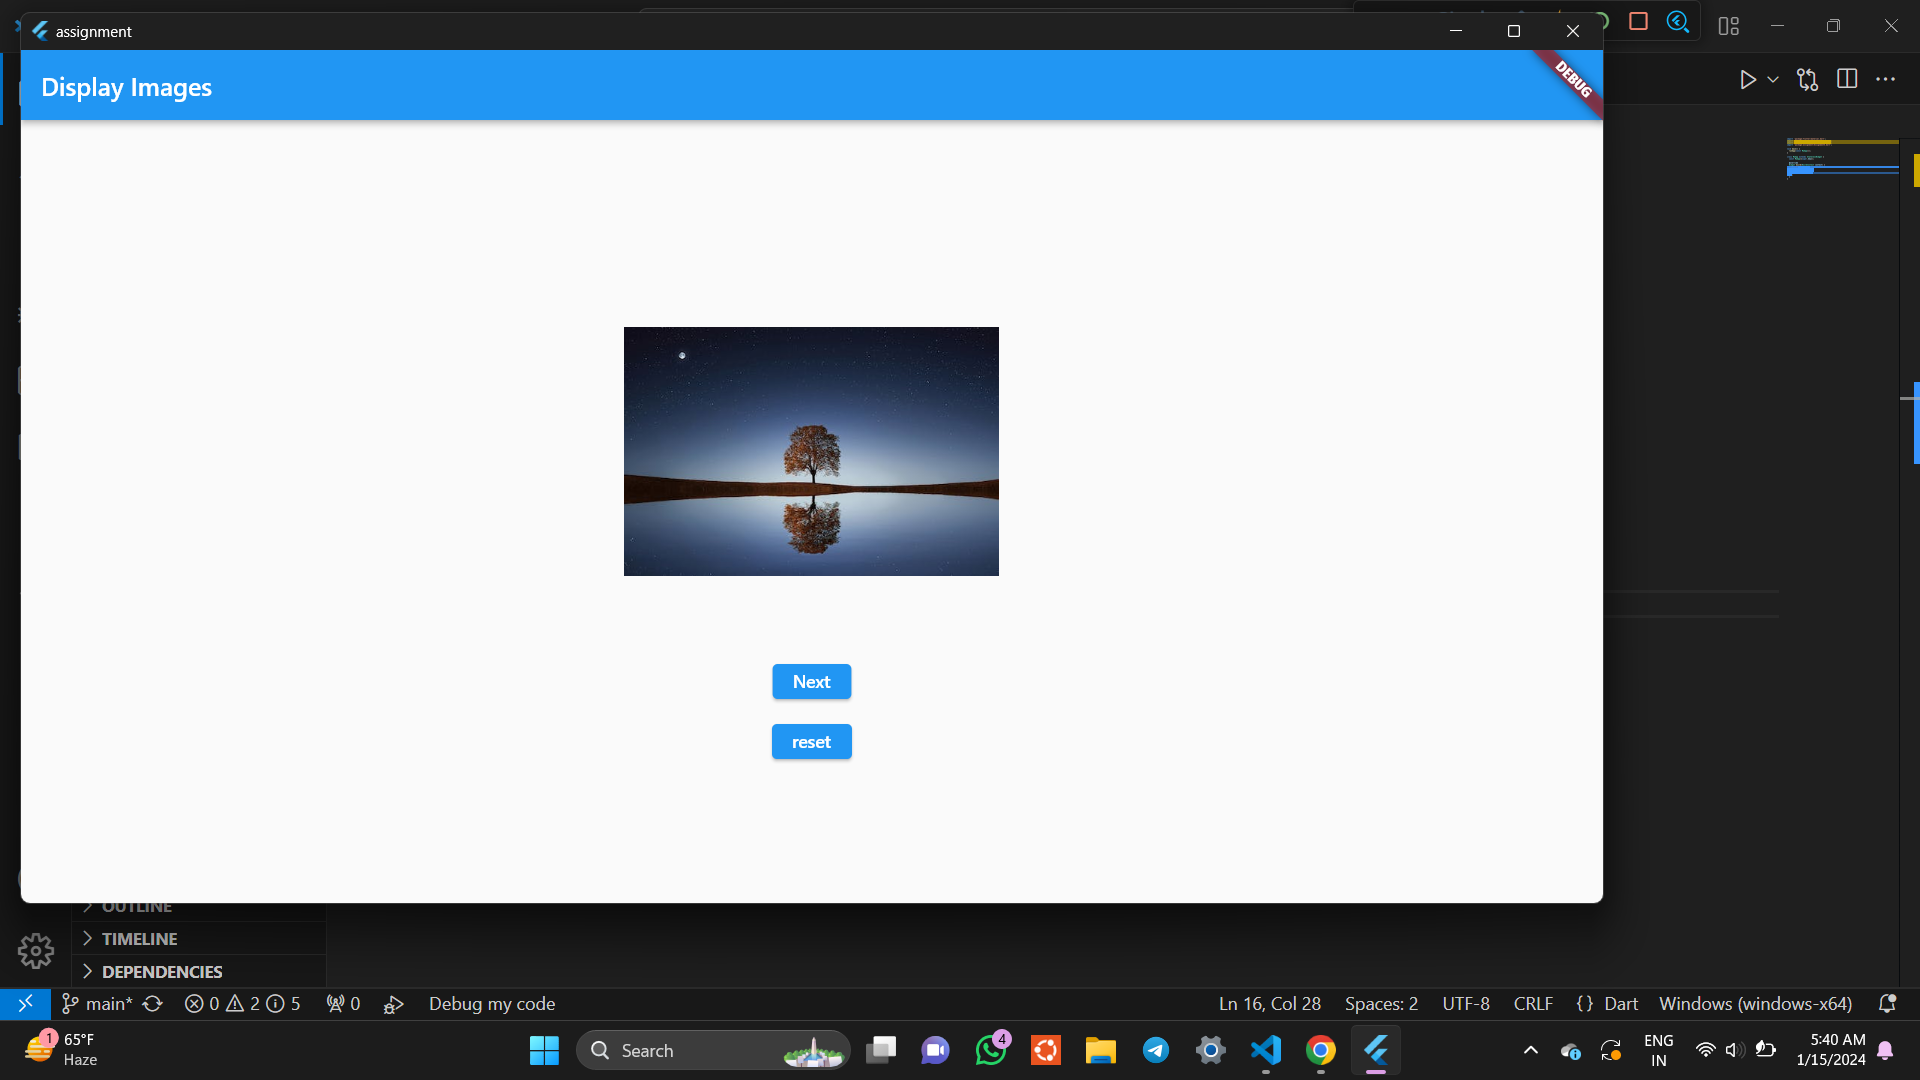 assignment
Display Images
DEBUG
Next
reset
OUTLINE
TIMELINE
DEPENDENCIES
main* 0 2 5 0 Debug my code Ln 16, Col 28 Spaces: 2 UTF-8 CRLF {} Dart Windows (windows-x64)
1 65°F
Haze
Search
4
ENG
IN
5:40 AM
1/15/2024